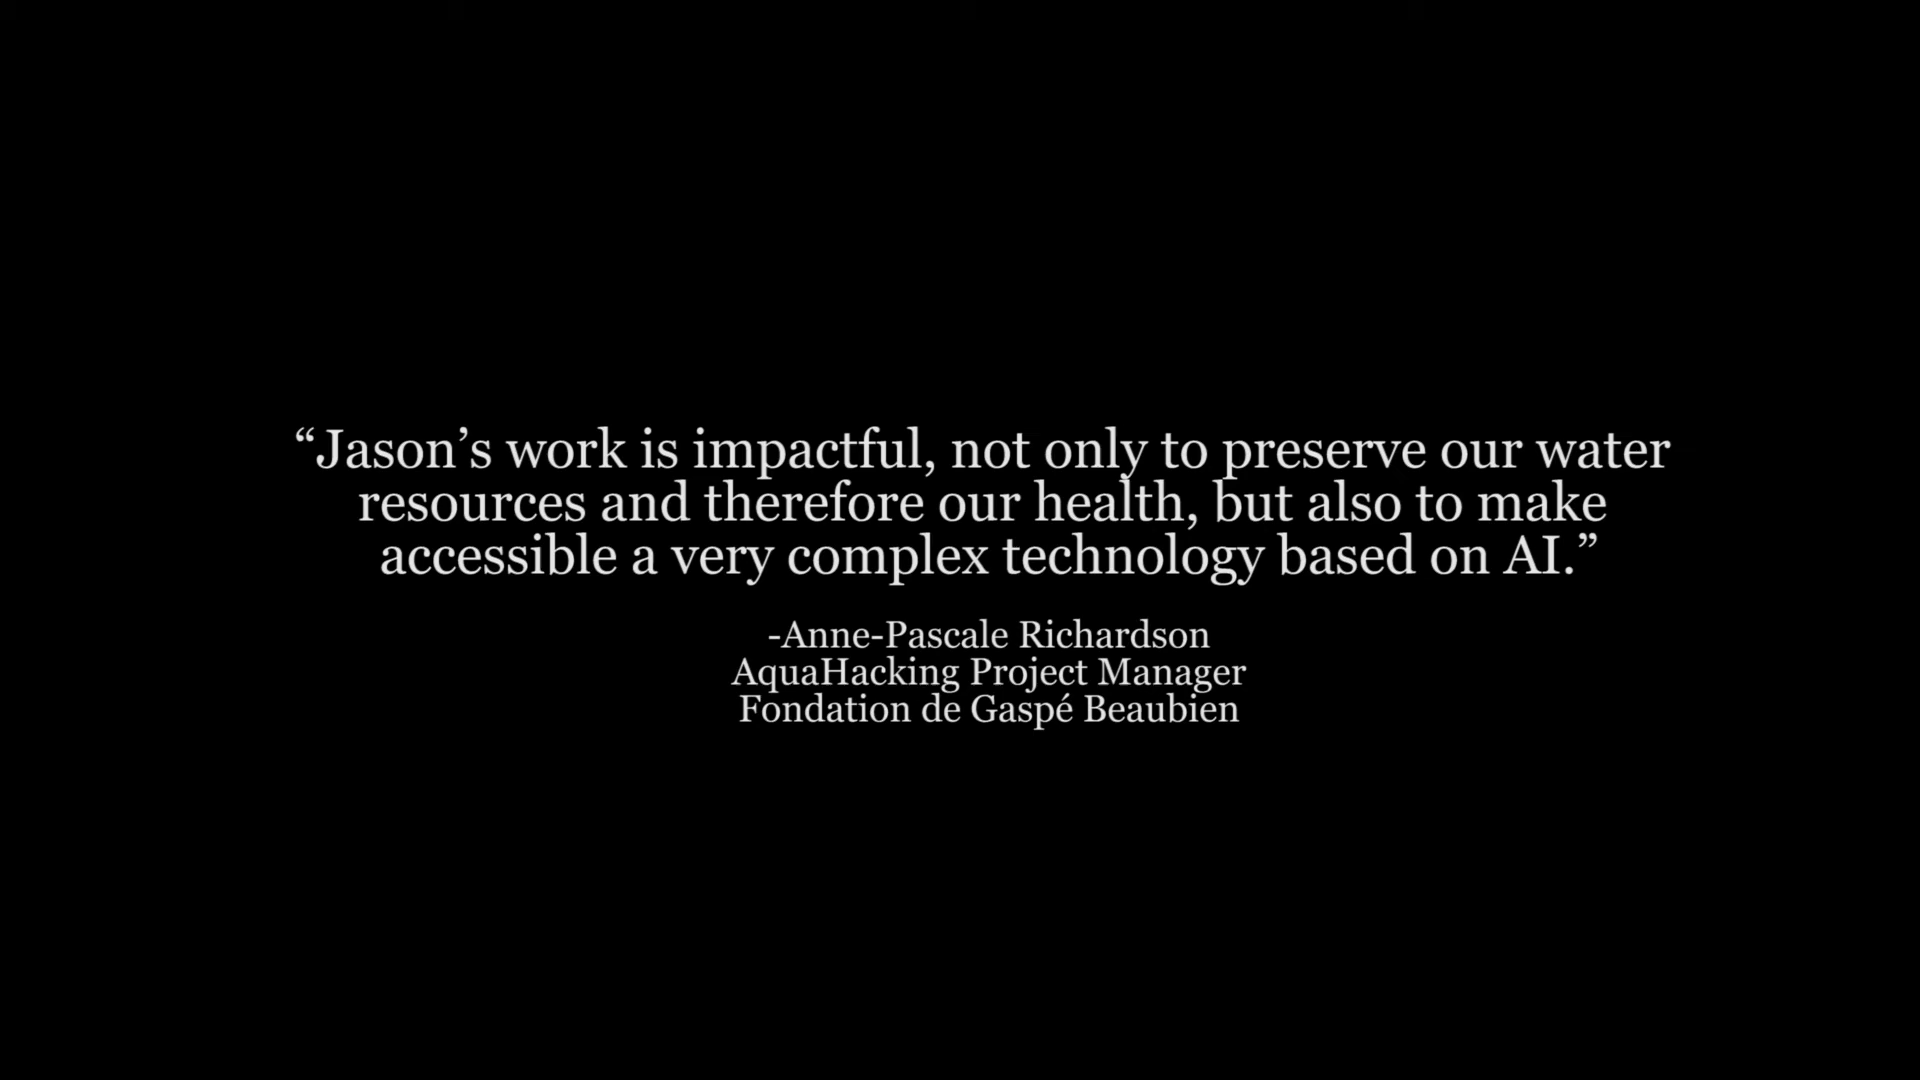 “Jason’s work is impactful, not only to preserve our water
resources and therefore our health, but also to make
accessible a very complex technology based on AI.”
-Anne-Pascale Richardson
AquaHacking Project Manager
Fondation de Gaspé Beaubien